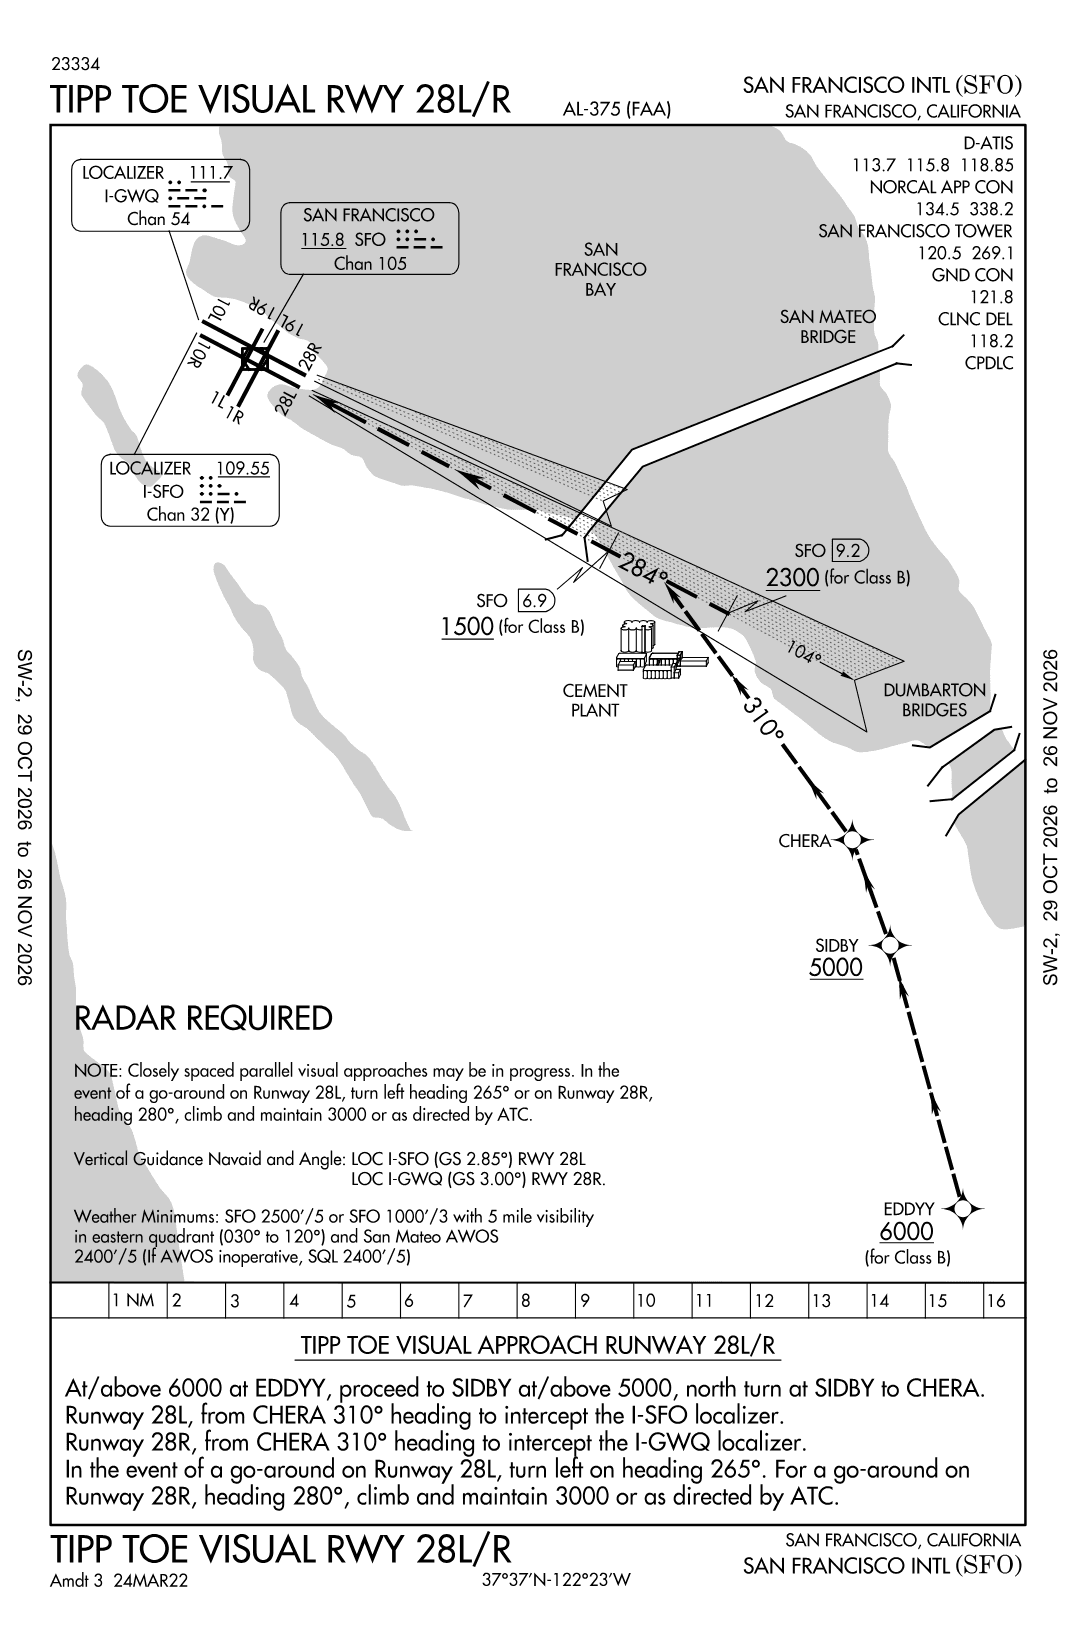 23334
TIPP TOE VISUAL RWY 28L/R
AL-375 (FAA)
SAN FRANCISCO INTL (SFO)
SAN FRANCISCO, CALIFORNIA
D-ATIS
113.7 115.8 118.85
NORCAL APP CON
134.5 338.2
SAN FRANCISCO TOWER
120.5 269.1
GND CON
121.8
CLNC DEL
118.2
CPDLC
LOCALIZER 111.7
I-GWQ
Chan 54
SAN FRANCISCO
115.8 SFO
Chan 105
SAN
FRANCISCO
BAY
SAN MATEO
BRIDGE
10L
19R
19L
10R
28R
1L
1R
28L
LOCALIZER 109.55
I-SFO
Chan 32 (Y)
SFO 9.2
2300 (for Class B)
284°
SFO 6.9
1500 (for Class B)
104°
CEMENT
PLANT
DUMBARTON
BRIDGES
310°
CHERA
SIDBY
5000
EDDYY
6000
(for Class B)
SW-2, 29 OCT 2026 to 26 NOV 2026
SW-2, 29 OCT 2026 to 26 NOV 2026
RADAR REQUIRED
NOTE: Closely spaced parallel visual approaches may be in progress. In the
event of a go-around on Runway 28L, turn left heading 265° or on Runway 28R,
heading 280°, climb and maintain 3000 or as directed by ATC.
Vertical Guidance Navaid and Angle: LOC I-SFO (GS 2.85°) RWY 28L
LOC I-GWQ (GS 3.00°) RWY 28R.
Weather Minimums: SFO 2500'/5 or SFO 1000'/3 with 5 mile visibility
in eastern quadrant (030° to 120°) and San Mateo AWOS
2400'/5 (If AWOS inoperative, SQL 2400'/5)
1 NM 2 3 4 5 6 7 8 9 10 11 12 13 14 15 16
TIPP TOE VISUAL APPROACH RUNWAY 28L/R
At/above 6000 at EDDYY, proceed to SIDBY at/above 5000, north turn at SIDBY to CHERA.
Runway 28L, from CHERA 310° heading to intercept the I-SFO localizer.
Runway 28R, from CHERA 310° heading to intercept the I-GWQ localizer.
In the event of a go-around on Runway 28L, turn left on heading 265°. For a go-around on
Runway 28R, heading 280°, climb and maintain 3000 or as directed by ATC.
TIPP TOE VISUAL RWY 28L/R
Amdt 3 24MAR22
37°37'N-122°23'W
SAN FRANCISCO, CALIFORNIA
SAN FRANCISCO INTL (SFO)